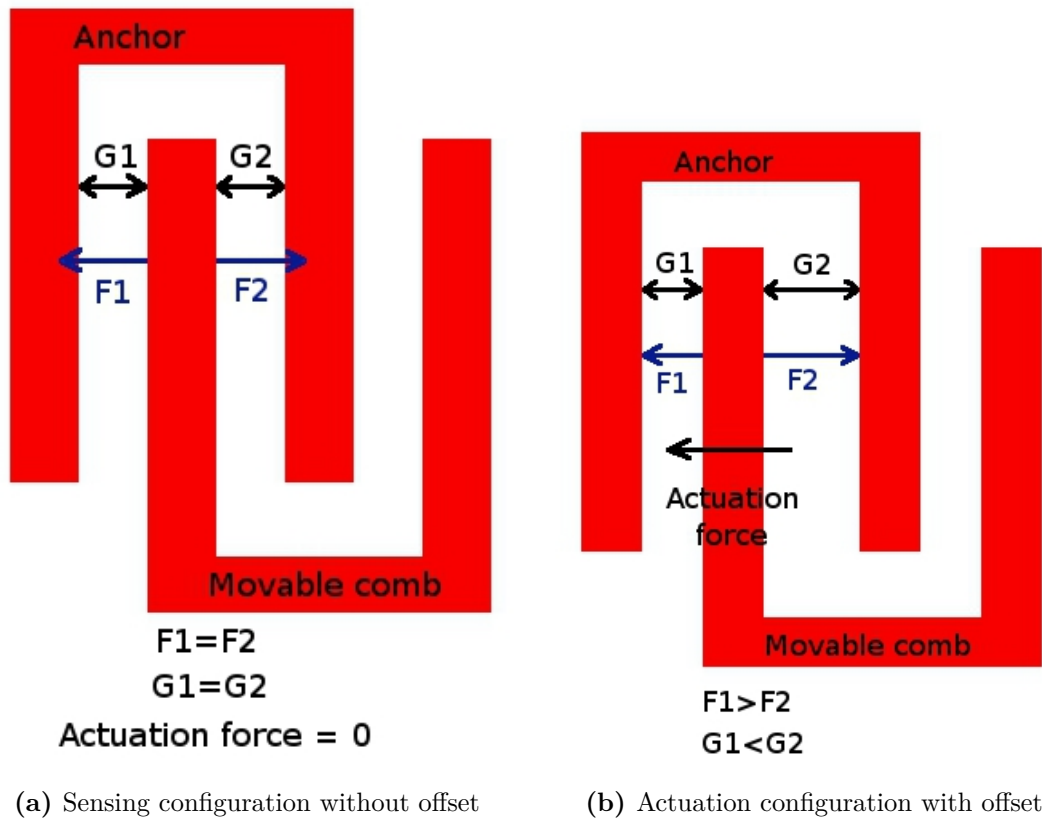 Anchor
G1 G2
F1 F2
Movable comb
F1=F2
G1=G2
Actuation force = 0
(a) Sensing configuration without offset
Anchor
G1 G2
F1 F2
Actuation
force
Movable comb
F1>F2
G1<G2
(b) Actuation configuration with offset